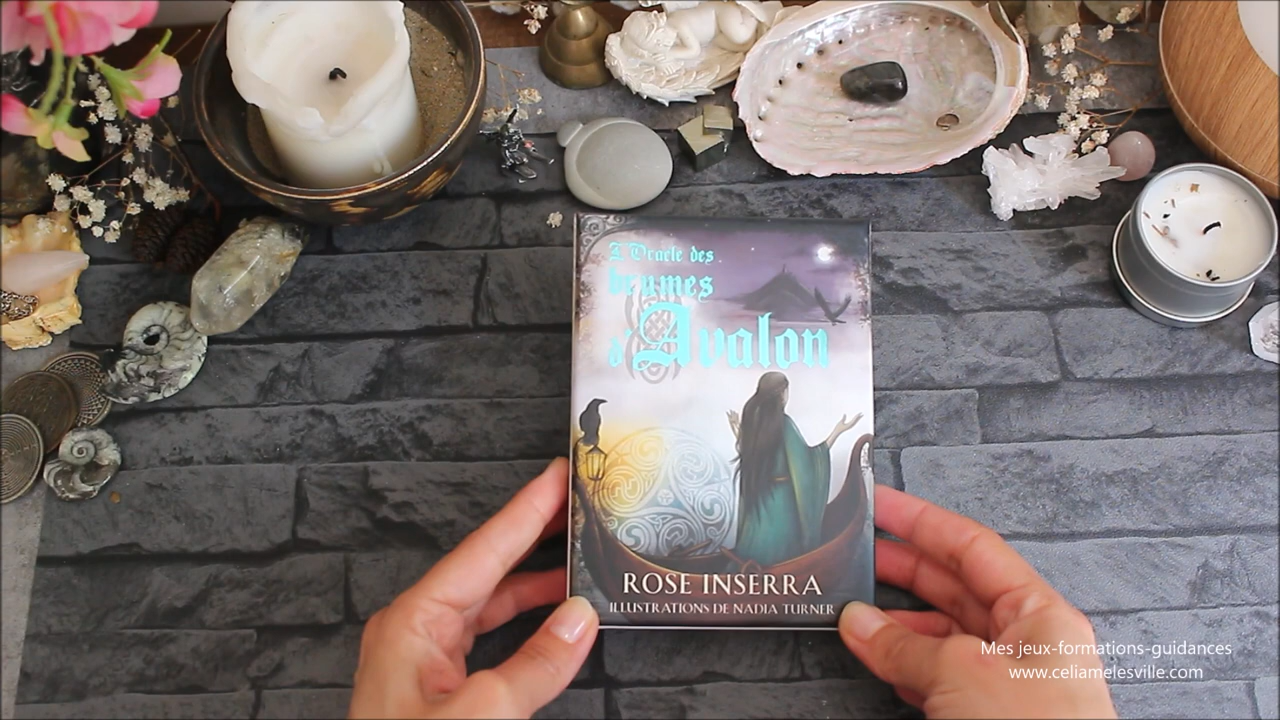 L'Oracle des
brumes
d'Avalon
ROSE INSERRA
ILLUSTRATIONS DE NADIA TURNER
Mes jeux-formations-guidances
www.celiamelesville.com